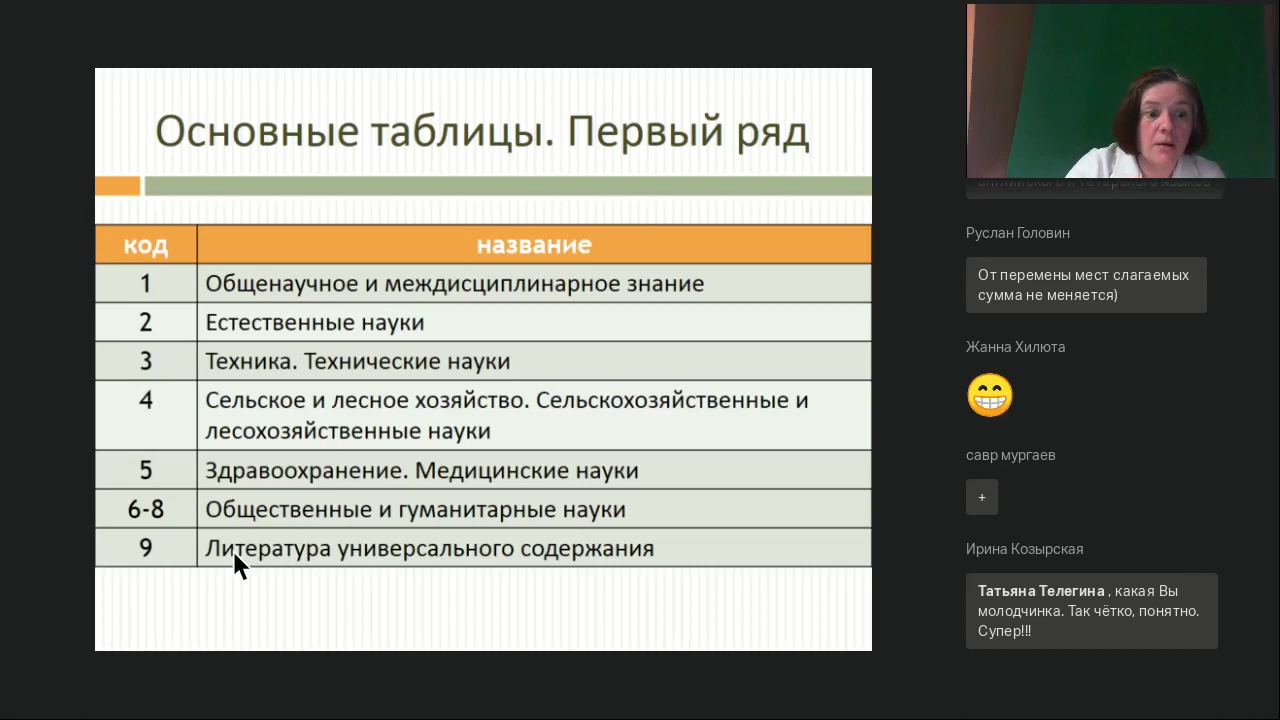 Основные таблицы. Первый ряд
код название
1 Общенаучное и междисциплинарное знание
2 Естественные науки
3 Техника. Технические науки
4 Сельское и лесное хозяйство. Сельскохозяйственные и
лесохозяйственные науки
5 Здравоохранение. Медицинские науки
6-8 Общественные и гуманитарные науки
9 Литература универсального содержания
английского и татарского языков
Руслан Головин
От перемены мест слагаемых
сумма не меняется)
Жанна Хилюта
савр мургаев
+
Ирина Козырская
Татьяна Телегина , какая Вы
молодчинка. Так чётко, понятно.
Супер!!!